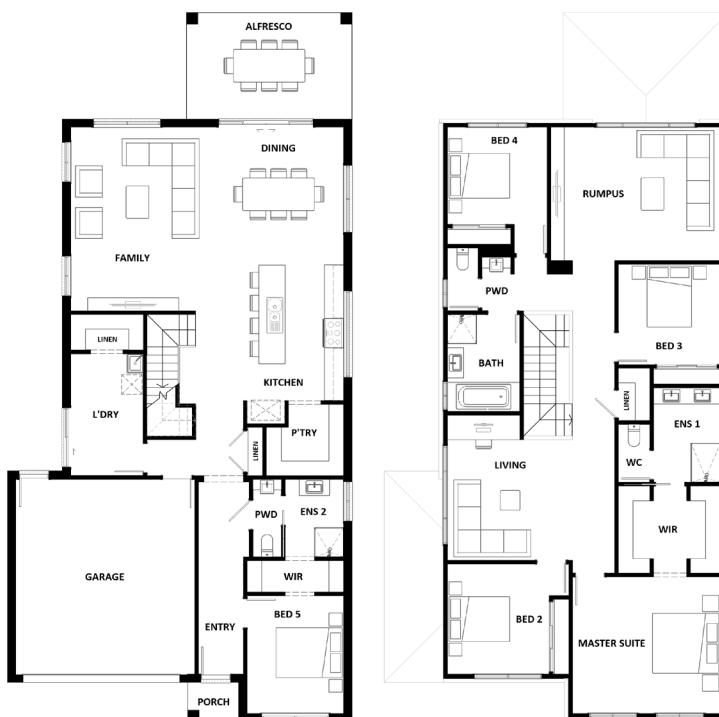 ALFRESCO
DINING
FAMILY
LINEN
KITCHEN
L'DRY
LINEN
P'TRY
PWD
ENS 2
GARAGE
WIR
BED 5
ENTRY
PORCH
BED 4
RUMPUS
PWD
BED 3
BATH
LINEN
ENS 1
LIVING
WC
WIR
BED 2
MASTER SUITE